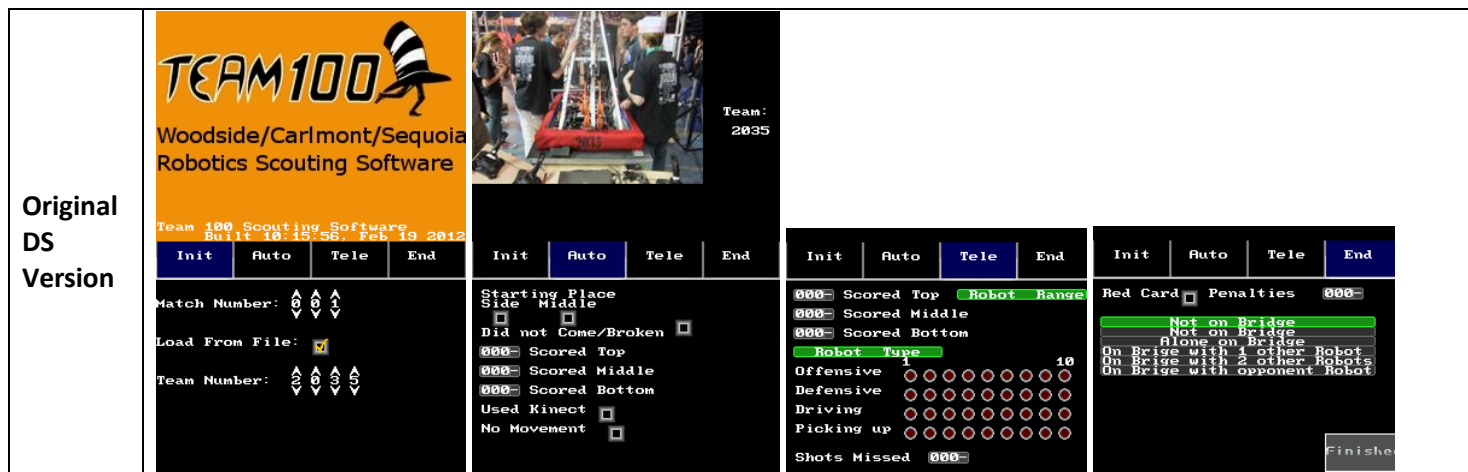 Original
DS
Version
TEAM100
Woodside/Carlmont/Sequoia
Robotics Scouting Software
Team 100 Scouting Software
Built 10:15:56, Feb 19 2012
Init Auto Tele End
Match Number: 0 0 1
Load From File:
Team Number: 2 0 3 5
2035
Team:
2035
Init Auto Tele End
Starting Place
Side Middle
Did not Come/Broken
000- Scored Top
000- Scored Middle
000- Scored Bottom
Used Kinect
No Movement
Init Auto Tele End
000- Scored Top Robot Range
000- Scored Middle
000- Scored Bottom
Robot Type
1 10
Offensive
Defensive
Driving
Picking up
Shots Missed 000-
Init Auto Tele End
Red Card Penalties 000-
Not on Bridge
Not on Bridge
Alone on Bridge
On Brige with 1 other Robot
On Brige with 2 other Robots
On Brige with opponent Robot
Finishe